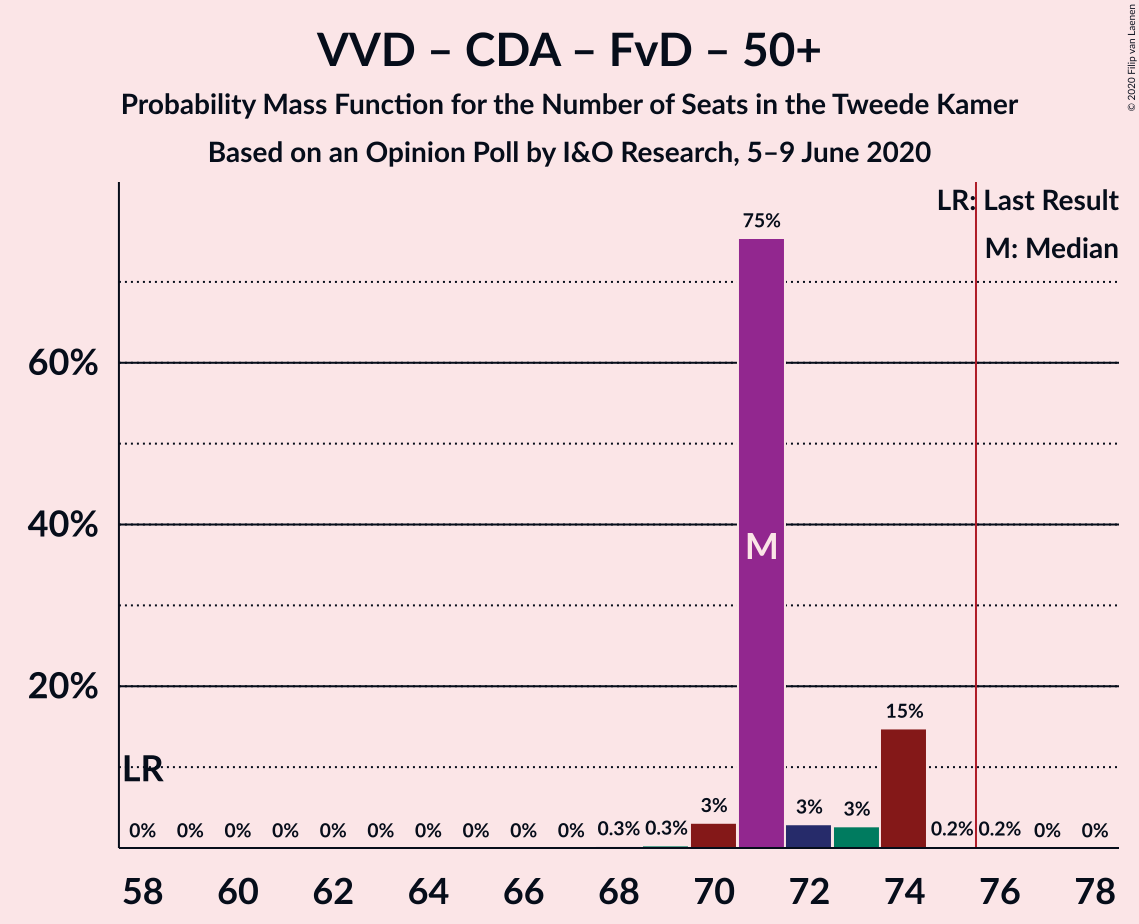 VVD – CDA – FvD – 50+
Probability Mass Function for the Number of Seats in the Tweede Kamer
Based on an Opinion Poll by I&O Research, 5–9 June 2020
© 2020 Filip van Laenen
LR: Last Result
M: Median
75%
60%
40%
M
20%
15%
LR
3%
3%
3%
0% 0% 0% 0% 0% 0% 0% 0% 0% 0% 0.3% 0.3% 0.2% 0.2% 0% 0%
58 60 62 64 66 68 70 72 74 76 78